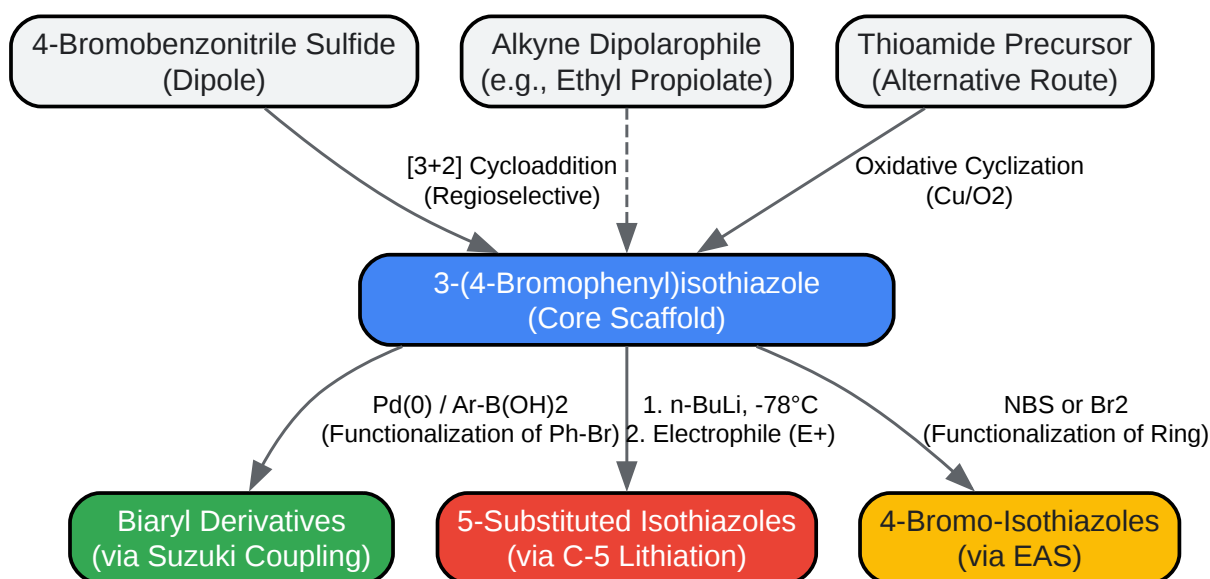 4-Bromobenzonitrile Sulfide
(Dipole)
Alkyne Dipolarophile
(e.g., Ethyl Propiolate)
Thioamide Precursor
(Alternative Route)
[3+2] Cycloaddition
(Regioselective)
Oxidative Cyclization
(Cu/O2)
3-(4-Bromophenyl)isothiazole
(Core Scaffold)
Pd(0) / Ar-B(OH)2
(Functionalization of Ph-Br)
1. n-BuLi, -78°C
2. Electrophile (E+)
NBS or Br2
(Functionalization of Ring)
Biaryl Derivatives
(via Suzuki Coupling)
5-Substituted Isothiazoles
(via C-5 Lithiation)
4-Bromo-Isothiazoles
(via EAS)